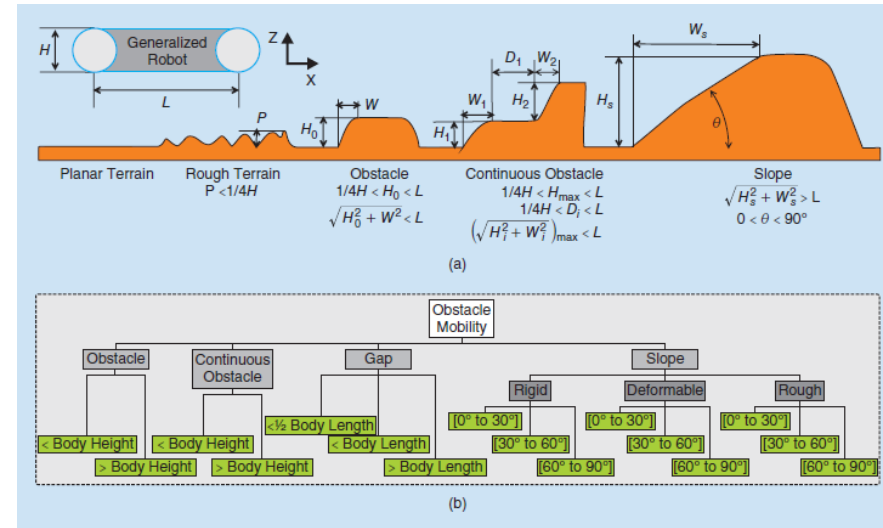 H
Generalized
Robot
L
Z
X
P
W
H₀
W₁
D₁
W₂
H₁
H₂
Wₛ
Hₛ
θ
Planar Terrain
Rough Terrain
P <1/4H
Obstacle
1/4H < H₀ < L
√(H₀² + W²) < L
Continuous Obstacle
1/4H < Hmax < L
1/4H < Dᵢ < L
(√(Hᵢ² + Wᵢ²))max < L
Slope
√(Hₛ² + Wₛ²) > L
0 < θ < 90°
(a)
Obstacle
Mobility
Obstacle
Continuous
Obstacle
Gap
Slope
Rigid
Deformable
Rough
< Body Height
> Body Height
< Body Height
> Body Height
<½ Body Length
< Body Length
> Body Length
[0° to 30°]
[30° to 60°]
[60° to 90°]
[0° to 30°]
[30° to 60°]
[60° to 90°]
[0° to 30°]
[30° to 60°]
[60° to 90°]
(b)